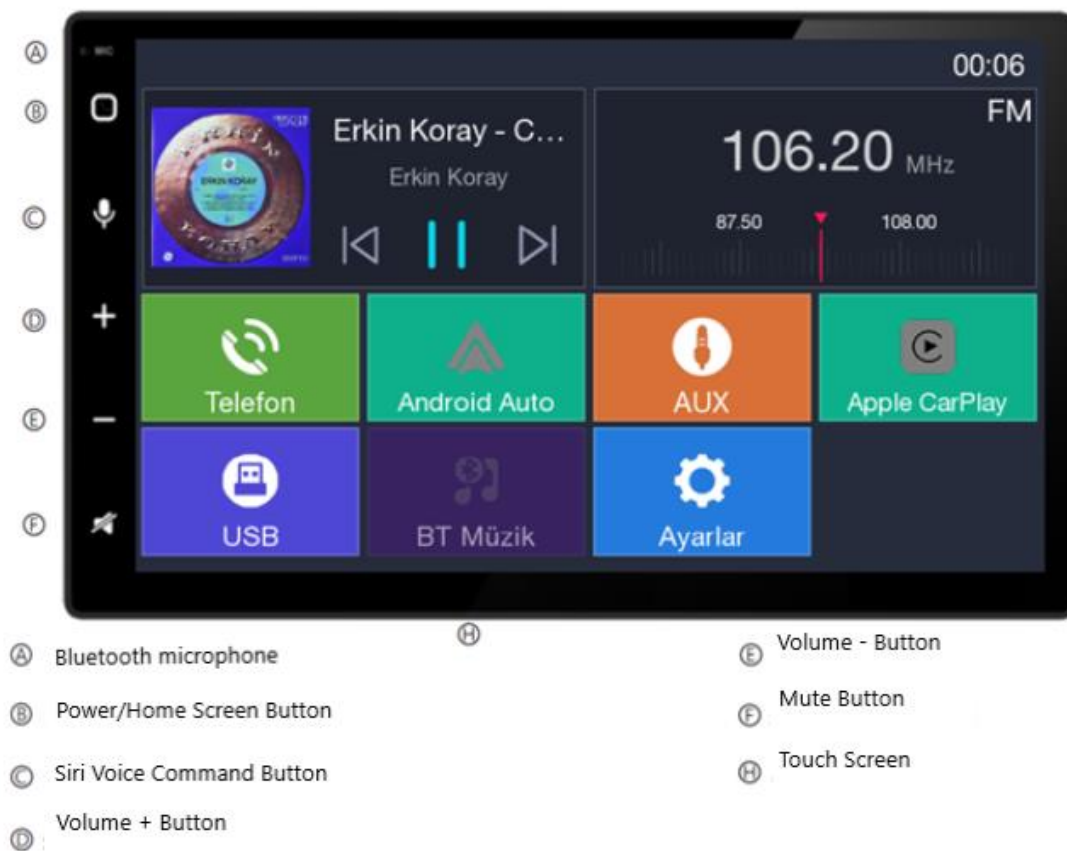 A
MIC
00:06
B
Erkin Koray - C...
Erkin Koray
ERKIN KORAY
FM
106.20 MHz
87.50
108.00
C
D
E
F
Telefon
Android Auto
AUX
Apple CarPlay
USB
BT Müzik
Ayarlar
H
A Bluetooth microphone
B Power/Home Screen Button
C Siri Voice Command Button
D Volume + Button
E Volume - Button
F Mute Button
H Touch Screen